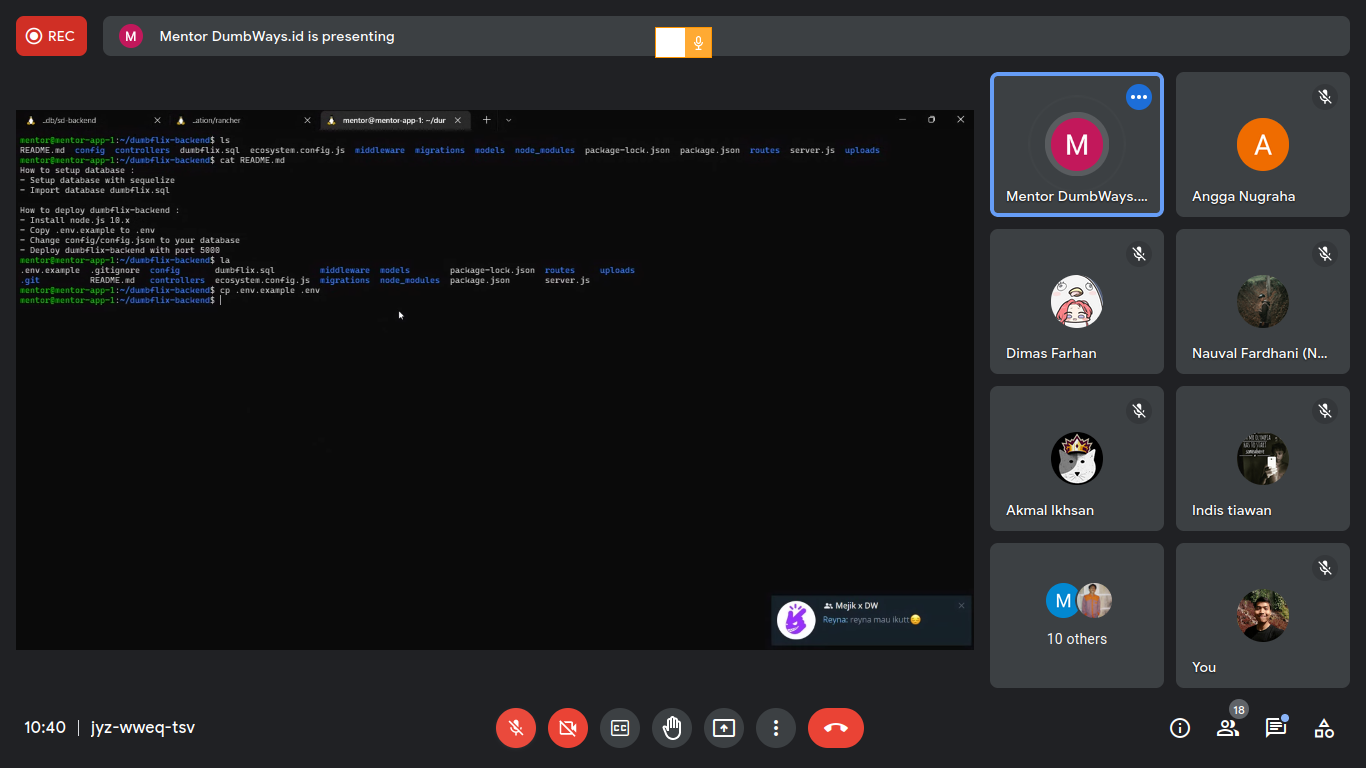 REC
M
Mentor DumbWays.id is presenting
..db/sd-backend
..ation/rancher
mentor@mentor-app-1: ~/dur
mentor@mentor-app-1:~/dumbflix-backend$ ls
README.md config controllers dumbflix.sql ecosystem.config.js middleware migrations models node_modules package-lock.json package.json routes server.js uploads
mentor@mentor-app-1:~/dumbflix-backend$ cat README.md
How to setup database :
- Setup database with sequelize
- Import database dumbflix.sql
How to deploy dumbflix-backend :
- Install node.js 10.x
- Copy .env.example to .env
- Change config/config.json to your database
- Deploy dumbflix-backend with port 5000
mentor@mentor-app-1:~/dumbflix-backend$ la
.env.example .gitignore config dumbflix.sql middleware models package-lock.json routes uploads
.git README.md controllers ecosystem.config.js migrations node_modules package.json server.js
mentor@mentor-app-1:~/dumbflix-backend$ cp .env.example .env
mentor@mentor-app-1:~/dumbflix-backend$
Mejik x DW
Reyna: reyna mau ikutt😔
M
Mentor DumbWays....
A
Angga Nugraha
Dimas Farhan
Nauval Fardhani (N...
Akmal Ikhsan
Indis tiawan
M
10 others
You
10:40 | jyz-wweq-tsv
CC
18